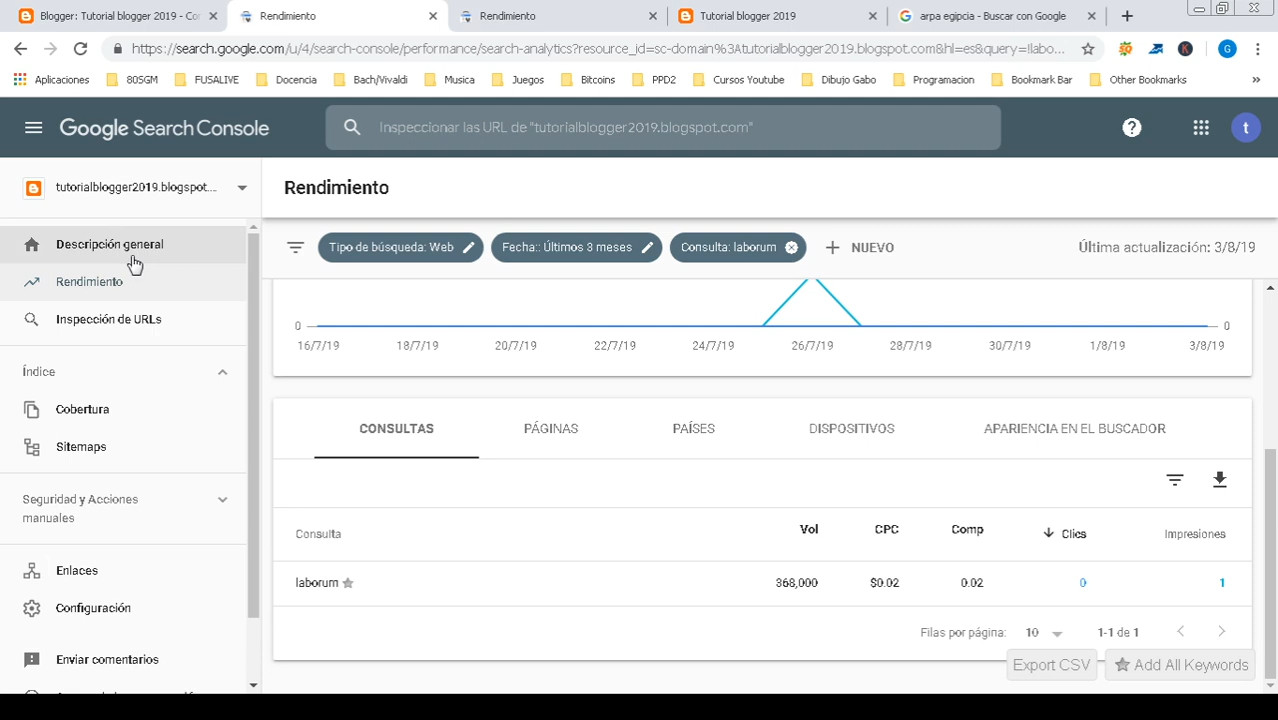 Blogger: Tutorial blogger 2019 - Co
Rendimiento
Rendimiento
Tutorial blogger 2019
arpa egipcia - Buscar con Google
https://search.google.com/u/4/search-console/performance/search-analytics?resource_id=sc-domain%3Atutorialblogger2019.blogspot.com&hl=es&query=!labo...
Aplicaciones
80SGM
FUSALIVE
Docencia
Bach/Vivaldi
Musica
Juegos
Bitcoins
PPD2
Cursos Youtube
Dibujo Gabo
Programacion
Bookmark Bar
Other Bookmarks
Google Search Console
Inspeccionar las URL de "tutorialblogger2019.blogspot.com"
t
tutorialblogger2019.blogspot....
Rendimiento
Descripción general
Rendimiento
Inspección de URLs
Índice
Cobertura
Sitemaps
Seguridad y Acciones
manuales
Enlaces
Configuración
Enviar comentarios
Tipo de búsqueda: Web
Fecha:: Últimos 3 meses
Consulta: laborum
NUEVO
Última actualización: 3/8/19
0
0
16/7/19
18/7/19
20/7/19
22/7/19
24/7/19
26/7/19
28/7/19
30/7/19
1/8/19
3/8/19
CONSULTAS
PÁGINAS
PAÍSES
DISPOSITIVOS
APARIENCIA EN EL BUSCADOR
Consulta
Vol
CPC
Comp
Clics
Impresiones
laborum
368,000
$0.02
0.02
0
1
Filas por página:
10
1-1 de 1
Export CSV
Add All Keywords